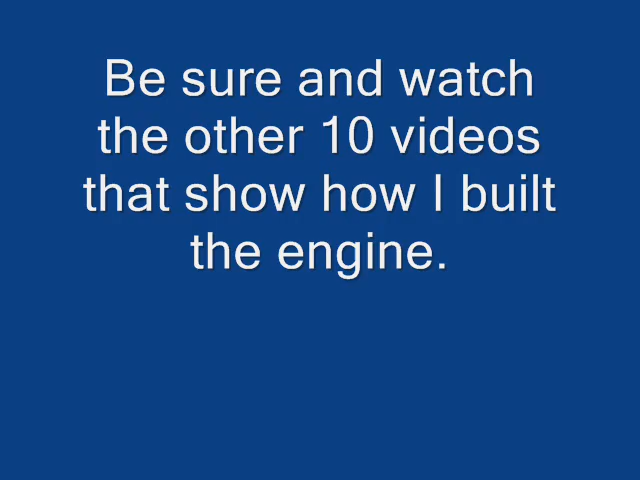 Be sure and watch
the other 10 videos
that show how I built
the engine.